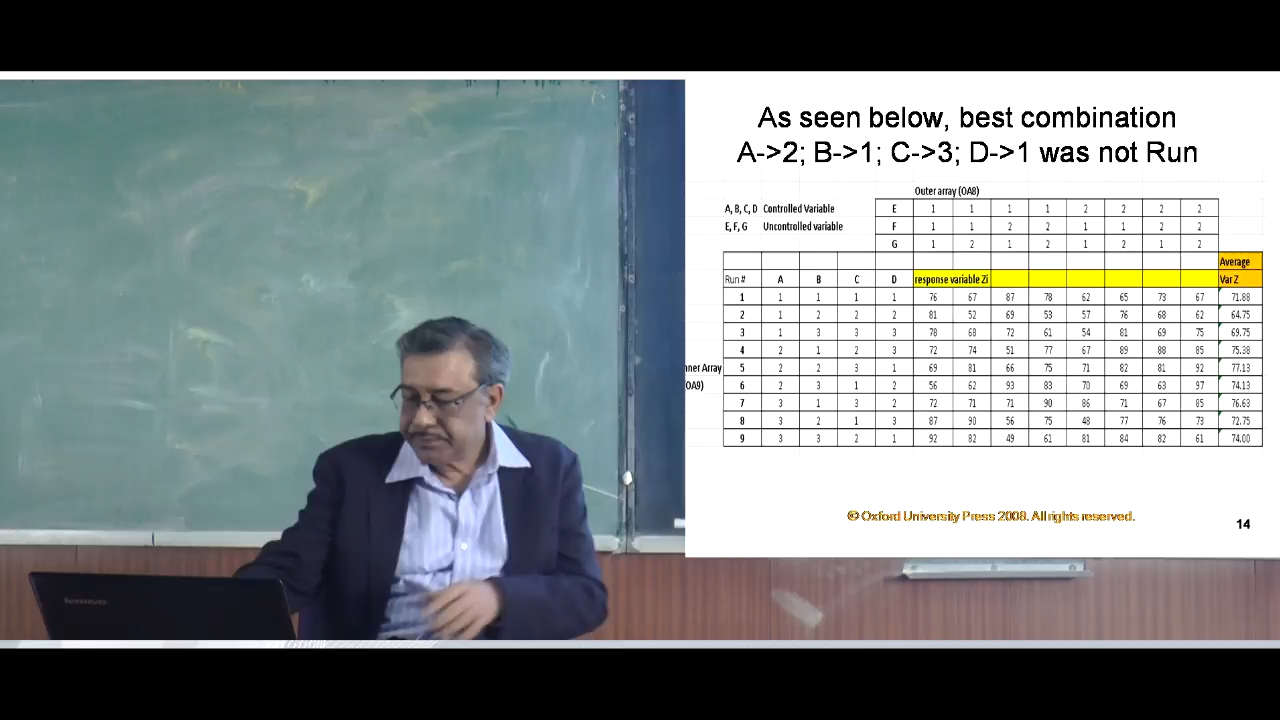 As seen below, best combination
A->2; B->1; C->3; D->1 was not Run
Outer array (OA8)
A, B, C, D Controlled Variable E 1 1 1 1 2 2 2 2
E, F, G Uncontrolled variable F 1 1 2 2 1 1 2 2
G 1 2 1 2 1 2 1 2
Average
Run # A B C D response variable Zi Var Z
1 1 1 1 1 76 67 87 78 62 65 73 67 71.88
2 1 2 2 2 81 52 69 53 57 76 68 62 64.75
3 1 3 3 3 78 68 72 61 54 81 69 75 69.75
4 2 1 2 3 72 74 51 77 67 89 88 85 75.38
nner Array 5 2 2 3 1 69 81 66 75 71 82 81 92 77.13
OA9) 6 2 3 1 2 56 62 93 83 70 69 63 97 74.13
7 3 1 3 2 72 71 71 90 86 71 67 85 76.63
8 3 2 1 3 87 90 56 75 48 77 76 73 72.75
9 3 3 2 1 92 82 49 61 81 84 82 61 74.00
© Oxford University Press 2008. All rights reserved.
14
lenovo